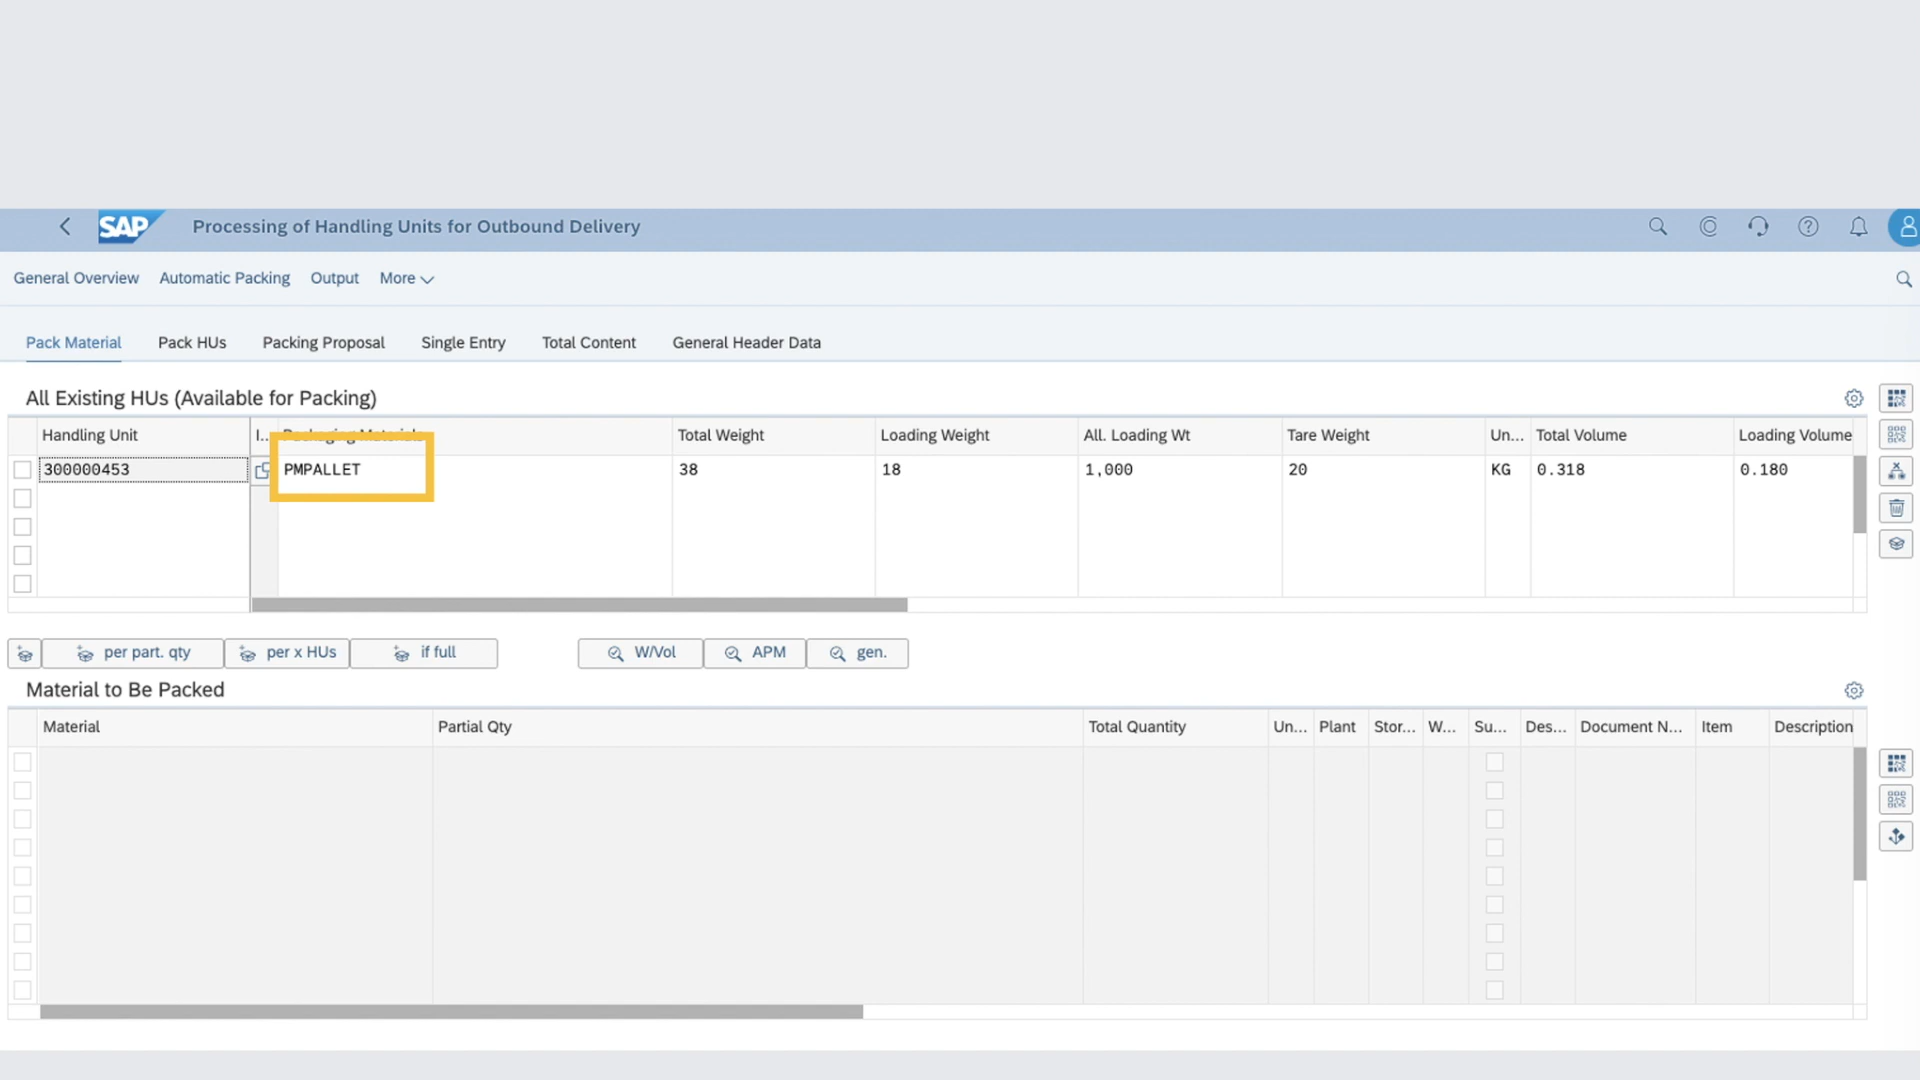 SAP Processing of Handling Units for Outbound Delivery
General Overview Automatic Packing Output More
Pack Material Pack HUs Packing Proposal Single Entry Total Content General Header Data
All Existing HUs (Available for Packing)
Handling Unit I... Packaging Materials Total Weight Loading Weight All. Loading Wt Tare Weight Un... Total Volume Loading Volume
300000453 PMPALLET 38 18 1,000 20 KG 0.318 0.180
per part. qty per x HUs if full W/Vol APM gen.
Material to Be Packed
Material Partial Qty Total Quantity Un... Plant Stor... W... Su... Des... Document N... Item Description